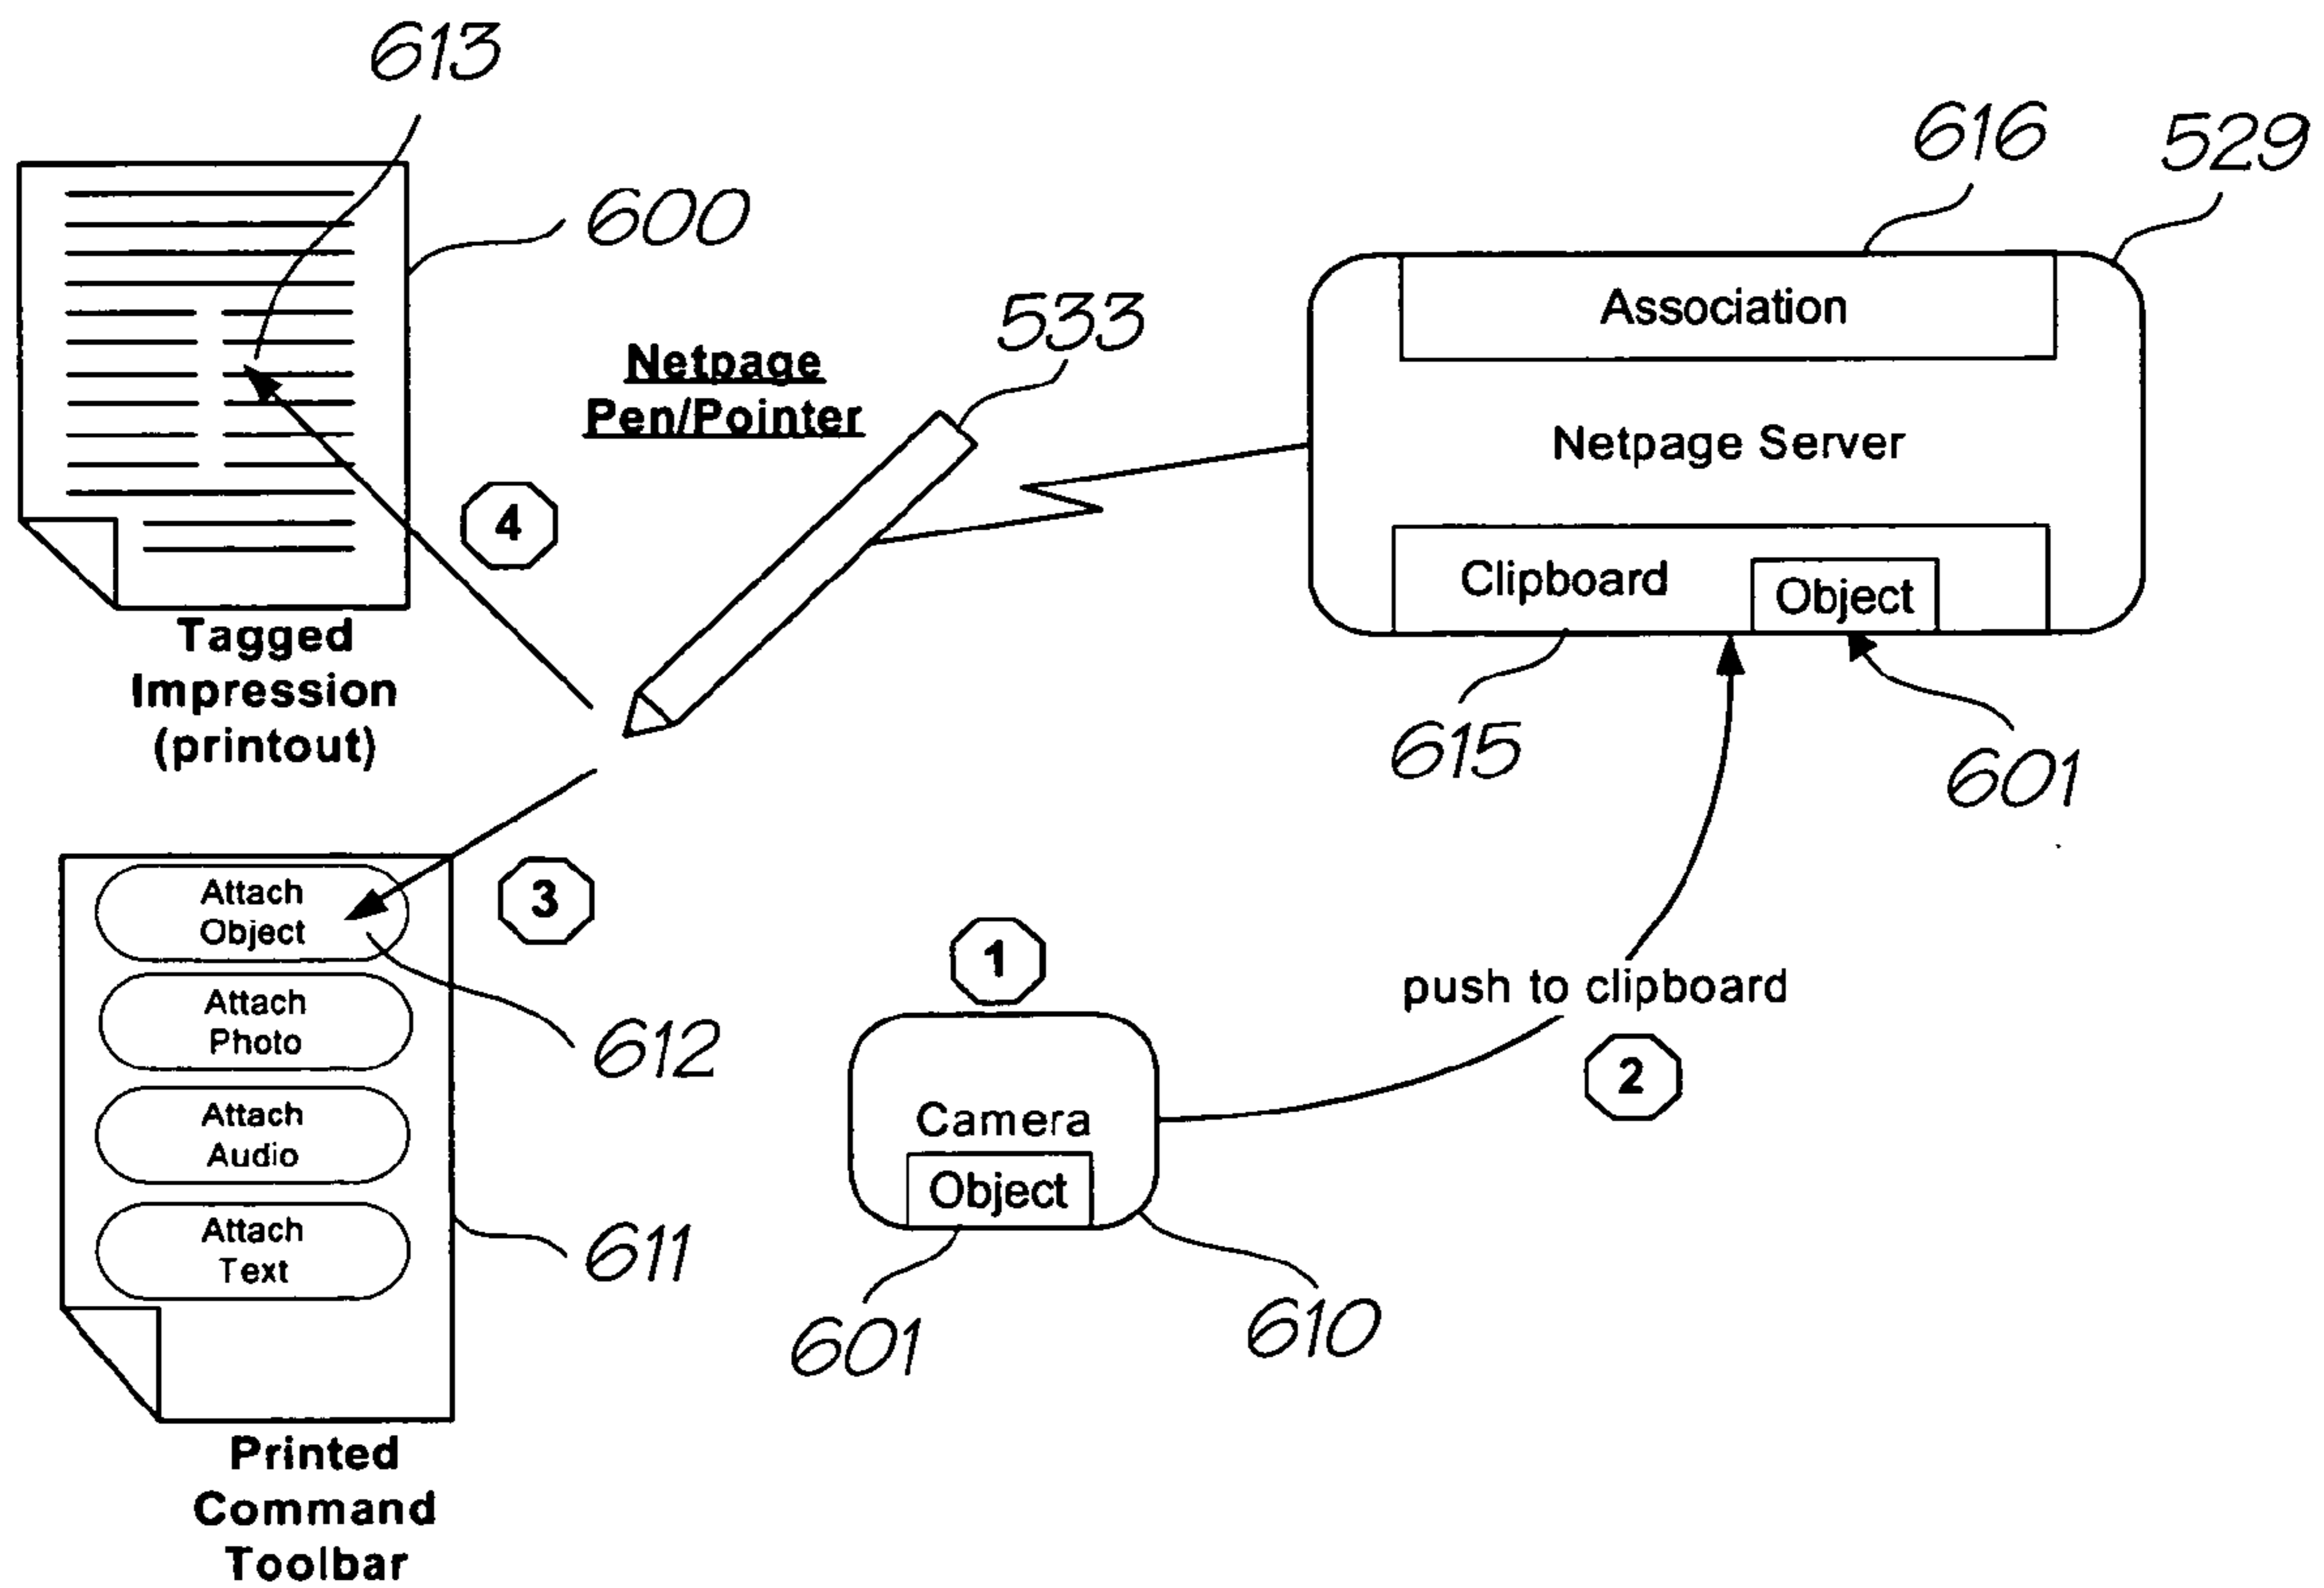 613
616
529
600
Association
533
Netpage
Pen/Pointer
Netpage Server
4
Clipboard
Object
Tagged
Impression
(printout)
615
601
Attach
Object
3
1
push to clipboard
Attach
Photo
612
2
Camera
Attach
Audio
Object
Attach
Text
611
601
610
Printed
Command
Toolbar